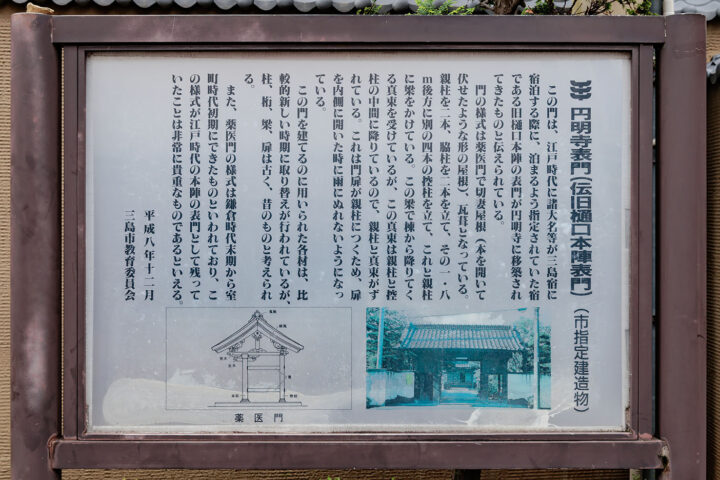 円明寺表門(伝旧樋口本陣表門)(市指定建造物)
この門は、江戸時代に諸大名等が三島宿に
宿泊する際に、泊まるよう指定されていた宿
である旧樋口本陣の表門が円明寺に移築され
てきたものと伝えられている。
門の様式は薬医門で切妻屋根(本を開いて
伏せたような形の屋根)、瓦茸となっている。
親柱を二本、脇柱を二本を立て、その一・八
m後方に別の四本の控柱を立て、これと親柱
に梁をかけている。この梁で棟から降りてく
る真束を受けているが、この真束は親柱と控
柱の中間に降りているので、親柱と真束がず
れている。これは門扉が親柱につくため、扉
を内側に開いた時に雨にぬれないようになっ
ている。
この門を建てるのに用いられた各材は、比
較的新しい時期に取り替えが行われているが、
柱、桁、梁、扉は古く、昔のものと考えられ
る。
また、薬医門の様式は鎌倉時代末期から室
町時代初期にできたものといわれており、こ
の様式が江戸時代の本陣の表門として残って
いたことは非常に貴重なものであるといえる。
平成八年十二月
三島市教育委員会
薬医門